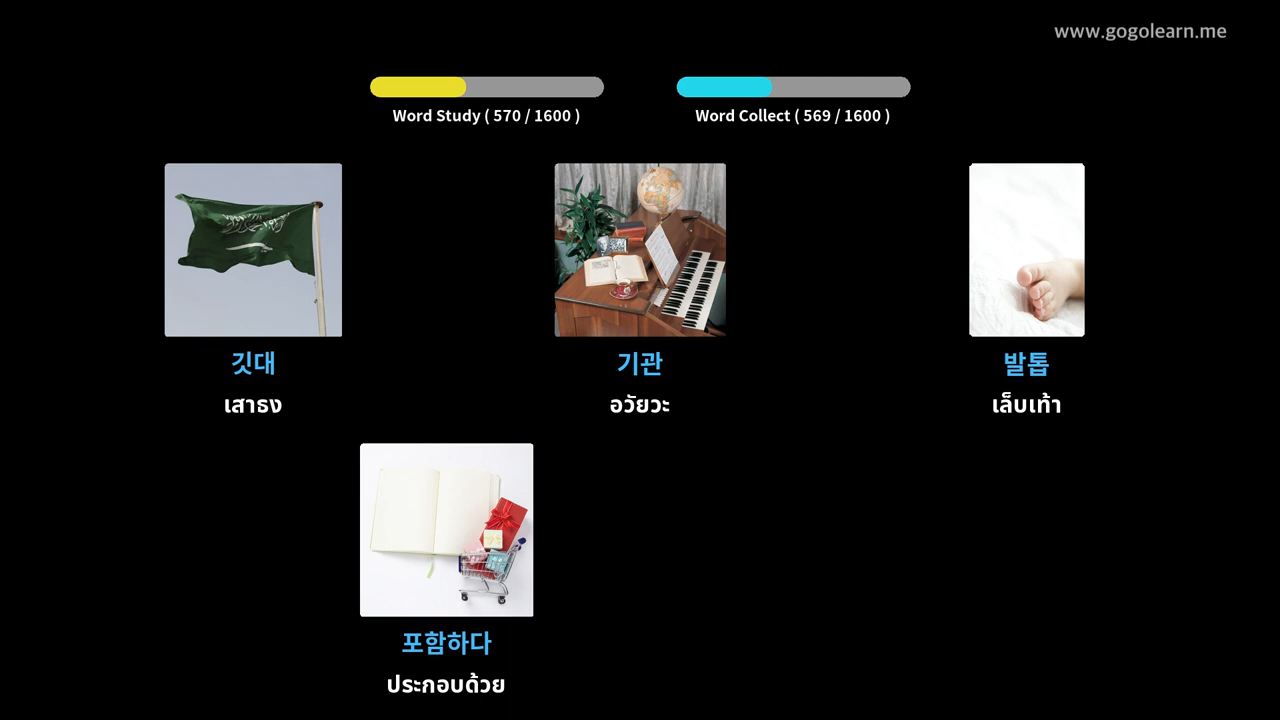 www.gogolearn.me
Word Study ( 570 / 1600 )
Word Collect ( 569 / 1600 )
깃대
기관
발톱
เสาธง
อวัยวะ
เล็บเท้า
포함하다
ประกอบด้วย